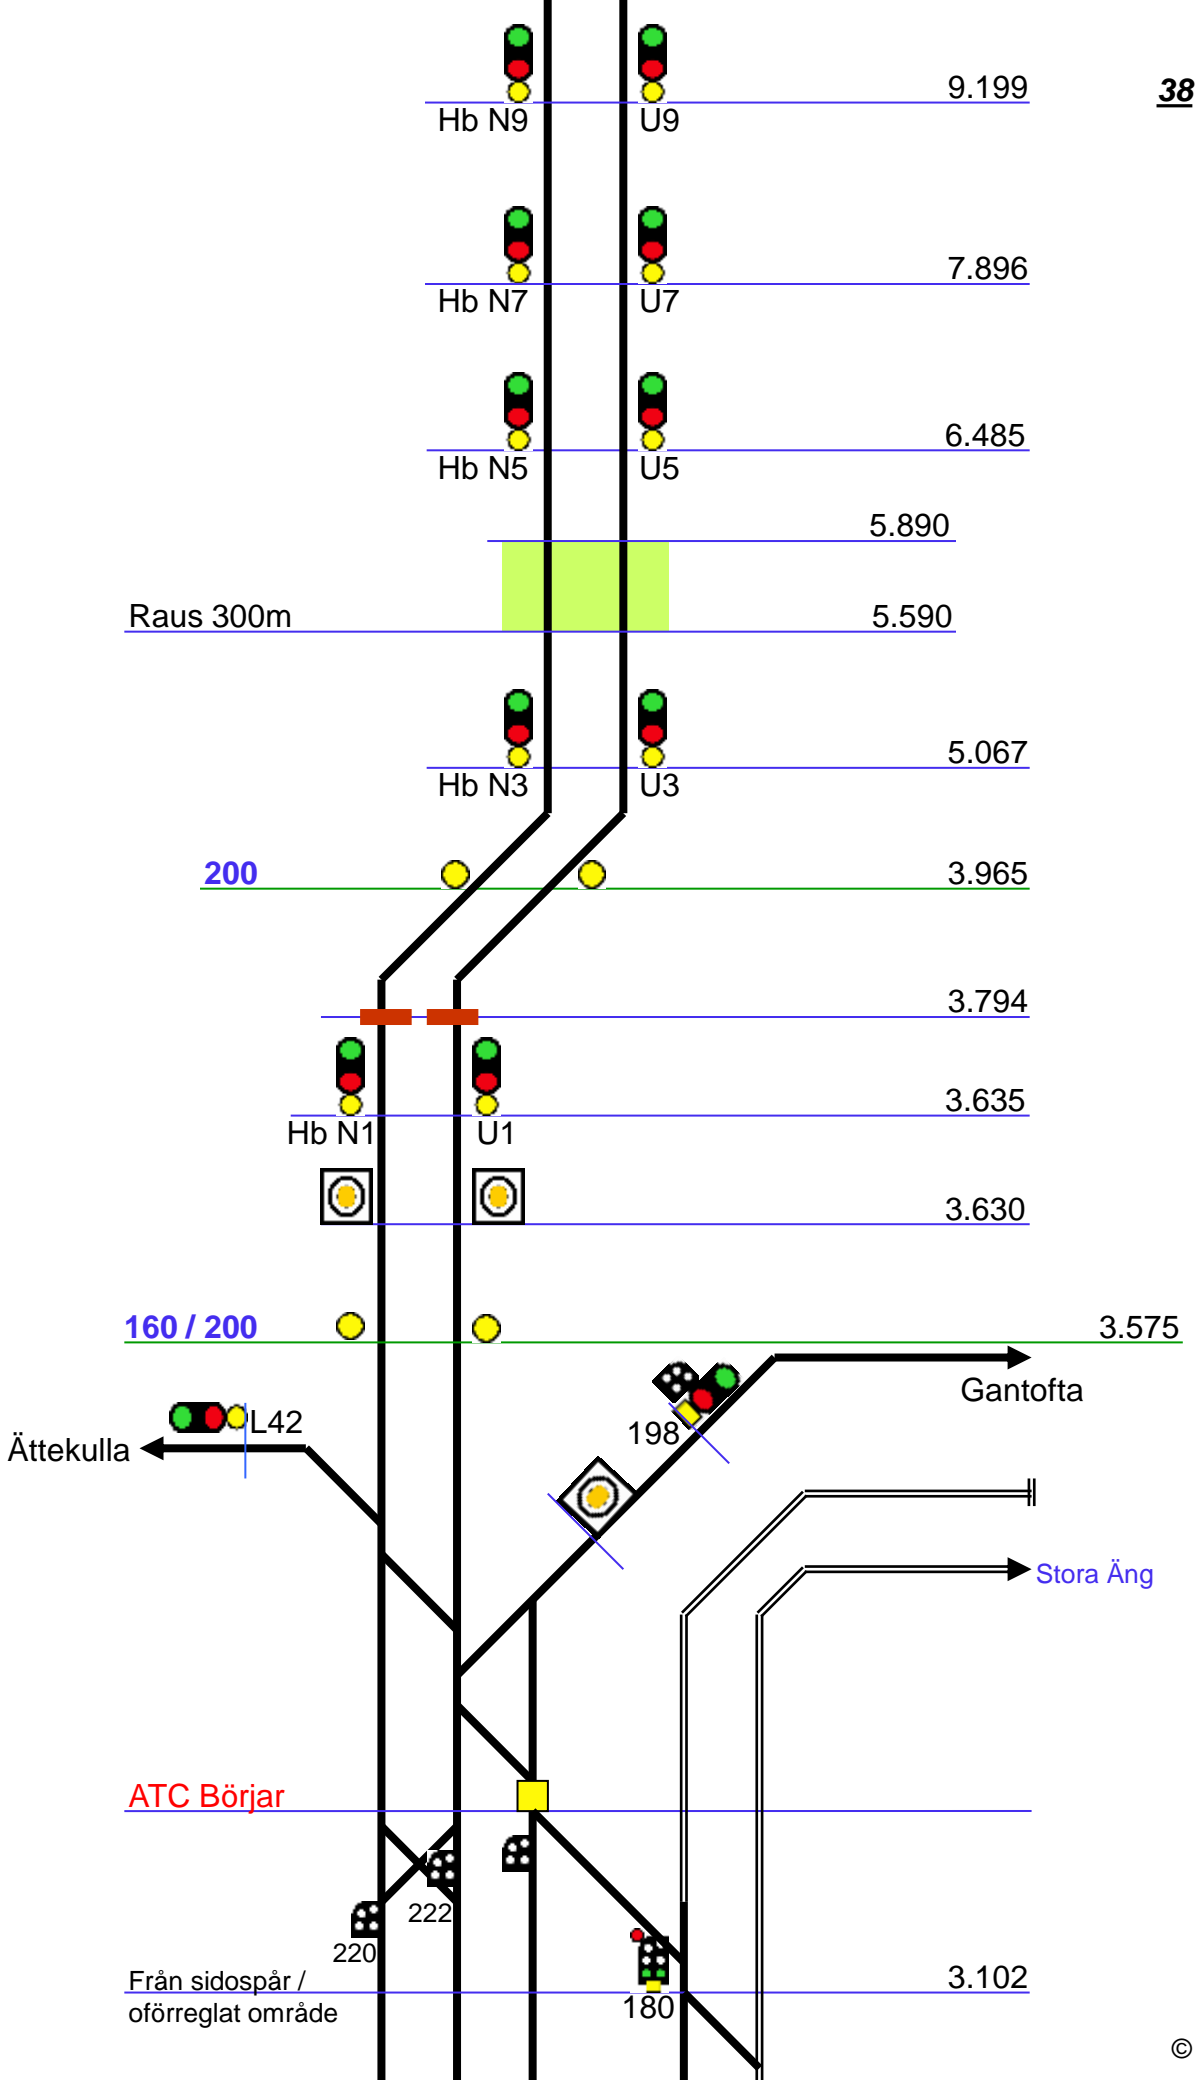 9.199
38
Hb N9
U9
7.896
Hb N7
U7
6.485
Hb N5
U5
5.890
Raus 300m
5.590
5.067
Hb N3
U3
200
3.965
3.794
3.635
Hb N1
U1
3.630
160 / 200
3.575
Gantofta
L42
198
Ättekulla
Stora Äng
ATC Börjar
222
220
Från sidospår /
oförreglat område
3.102
180
©